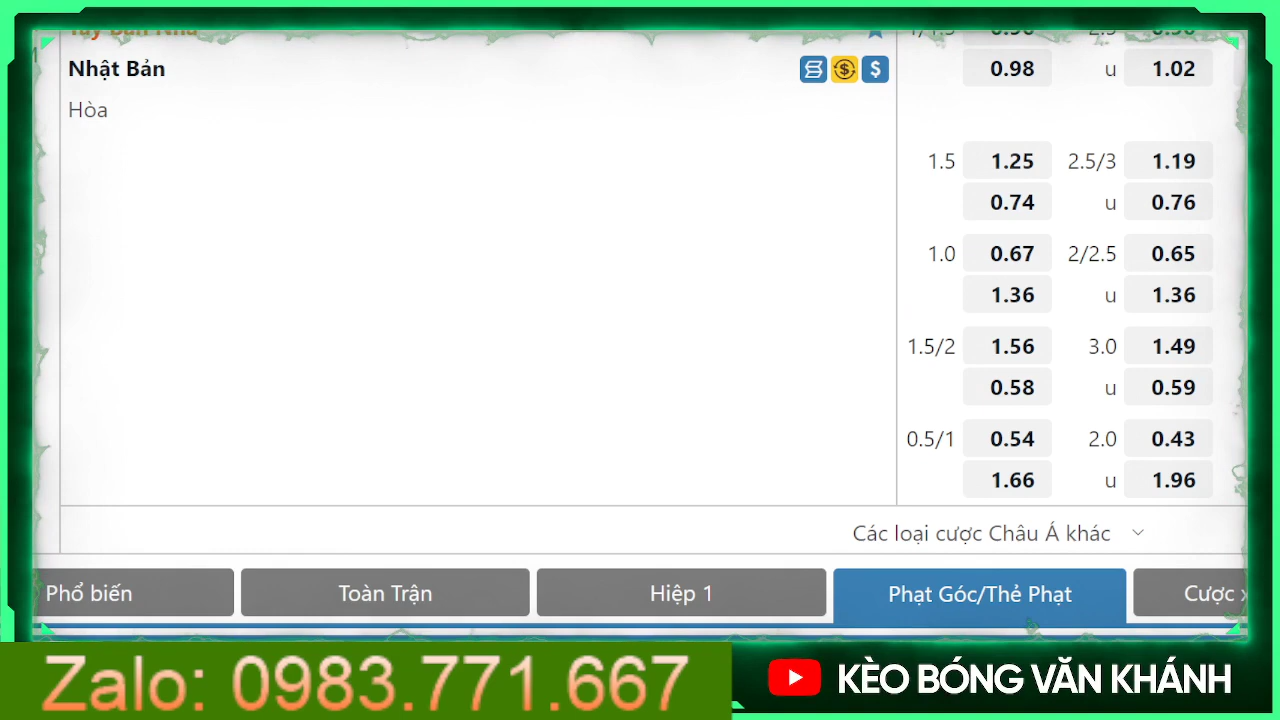 Nhật Bản 0.98 u 1.02
Hòa
1.5 1.25 2.5/3 1.19
0.74 u 0.76
1.0 0.67 2/2.5 0.65
1.36 u 1.36
1.5/2 1.56 3.0 1.49
0.58 u 0.59
0.5/1 0.54 2.0 0.43
1.66 u 1.96
Các loại cược Châu Á khác
Phổ biến Toàn Trận Hiệp 1 Phạt Góc/Thẻ Phạt Cược
Zalo: 0983.771.667 KÈO BÓNG VĂN KHÁNH